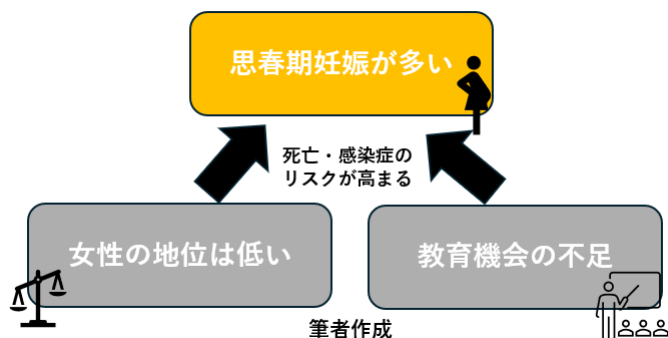 思春期妊娠が多い
死亡・感染症の
リスクが高まる
女性の地位は低い
教育機会の不足
筆者作成